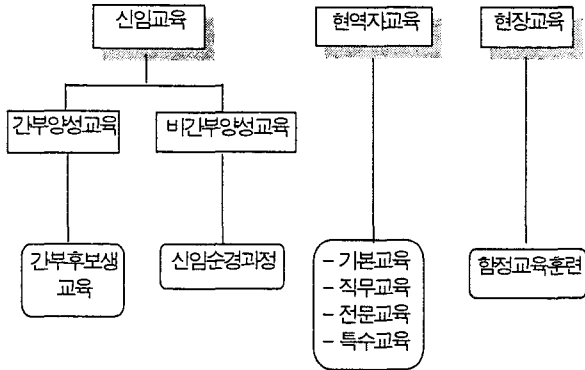 신임교육
현역자교육
현장교육
간부양성교육
비간부양성교육
간부후보생
교육
신임순경과정
- 기본교육
- 직무교육
- 전문교육
- 특수교육
함정교육훈련